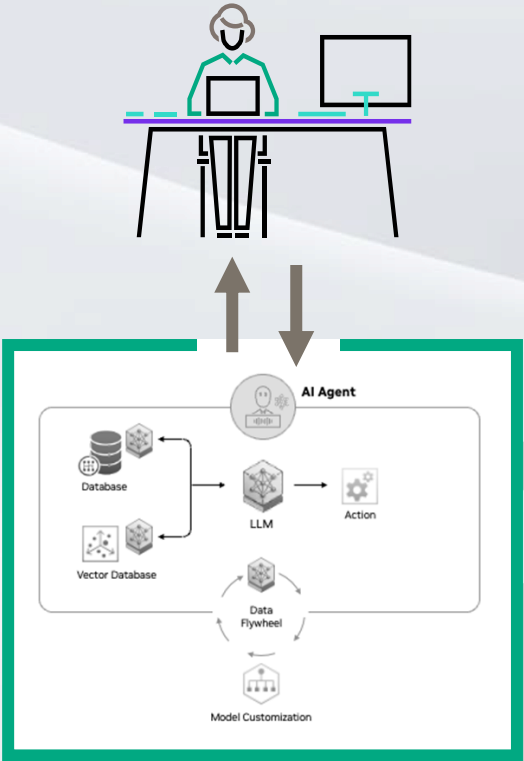 AI Agent
Database
LLM
Action
Vector Database
Data
Flywheel
Model Customization